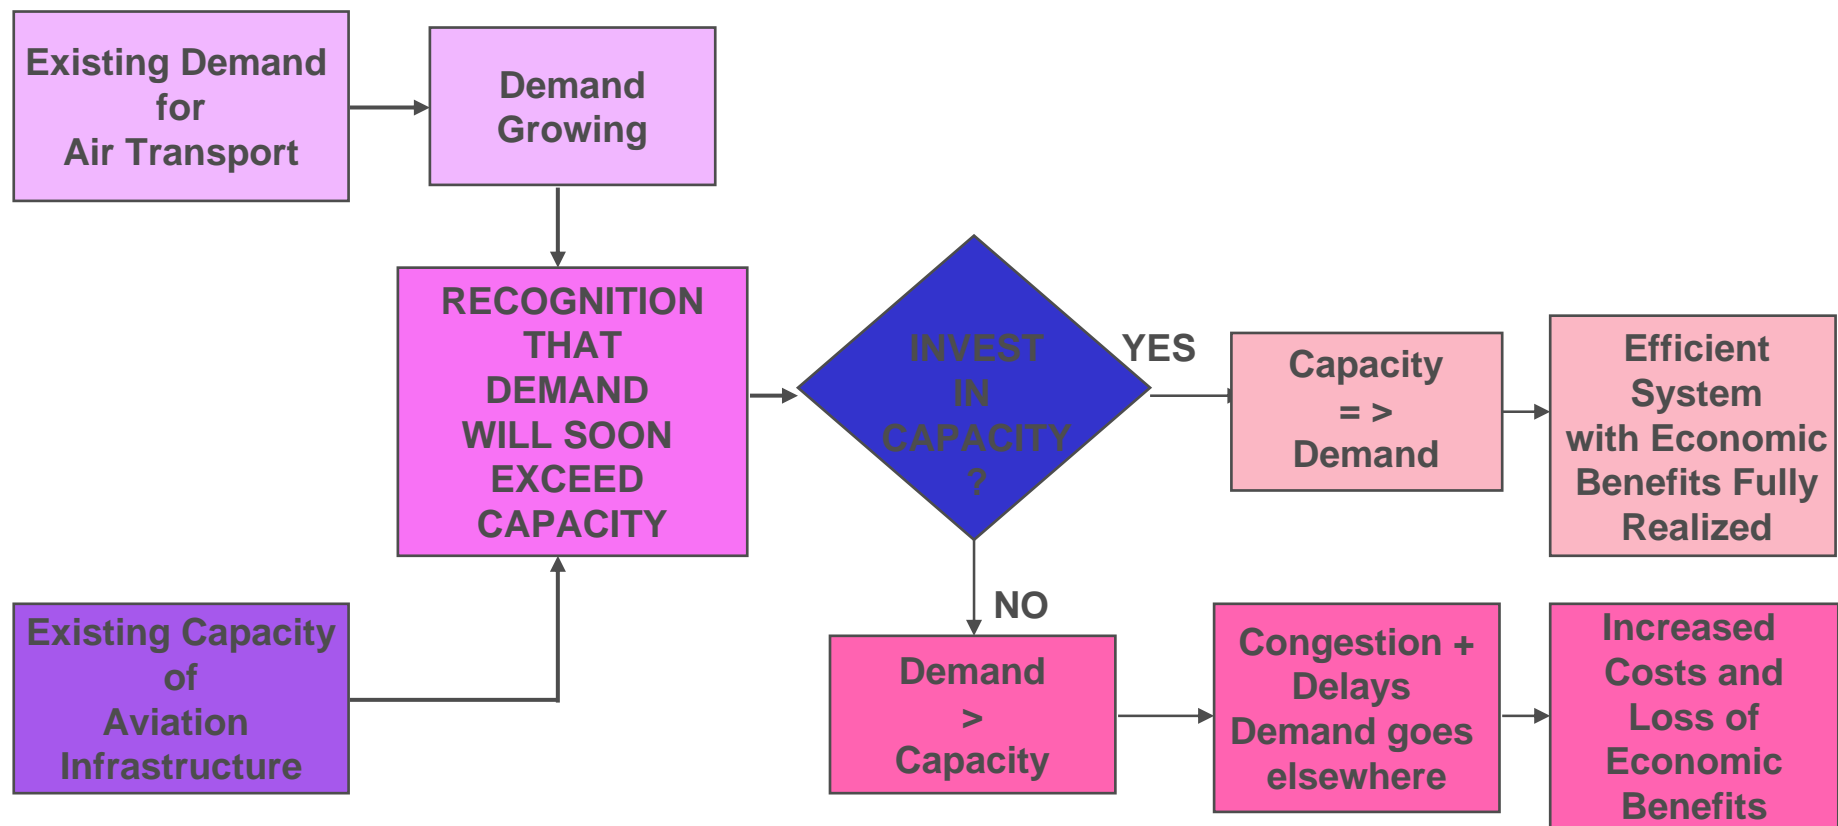 Existing Demand
for
Air Transport
Demand
Growing
RECOGNITION
THAT
DEMAND
WILL SOON
EXCEED
CAPACITY
Existing Capacity
of
Aviation
Infrastructure
INVEST
IN
CAPACITY
?
YES
Capacity
= >
Demand
Efficient
System
with Economic
Benefits Fully
Realized
NO
Demand
>
Capacity
Congestion +
Delays
Demand goes
elsewhere
Increased
Costs and
Loss of
Economic
Benefits